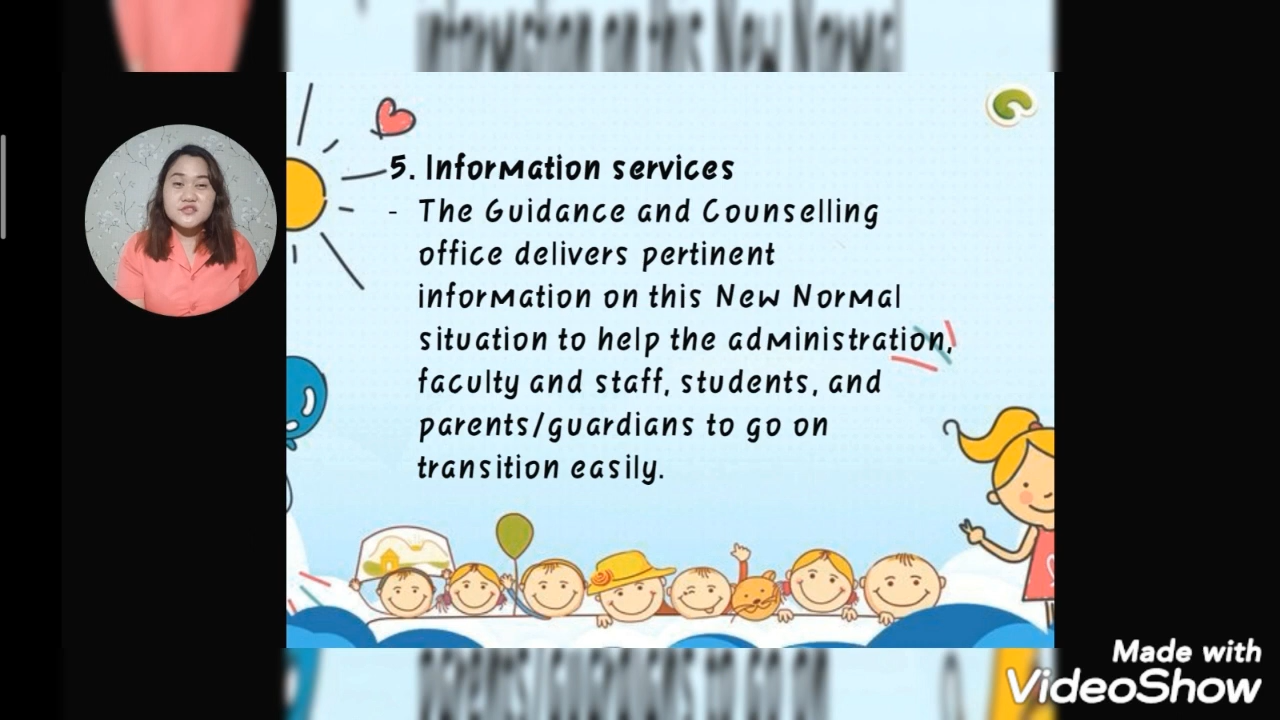 5. Information services
- The Guidance and Counselling
office delivers pertinent
information on this New Normal
situation to help the administration,
faculty and staff, students, and
parents/guardians to go on
transition easily.
Made with
VideoShow